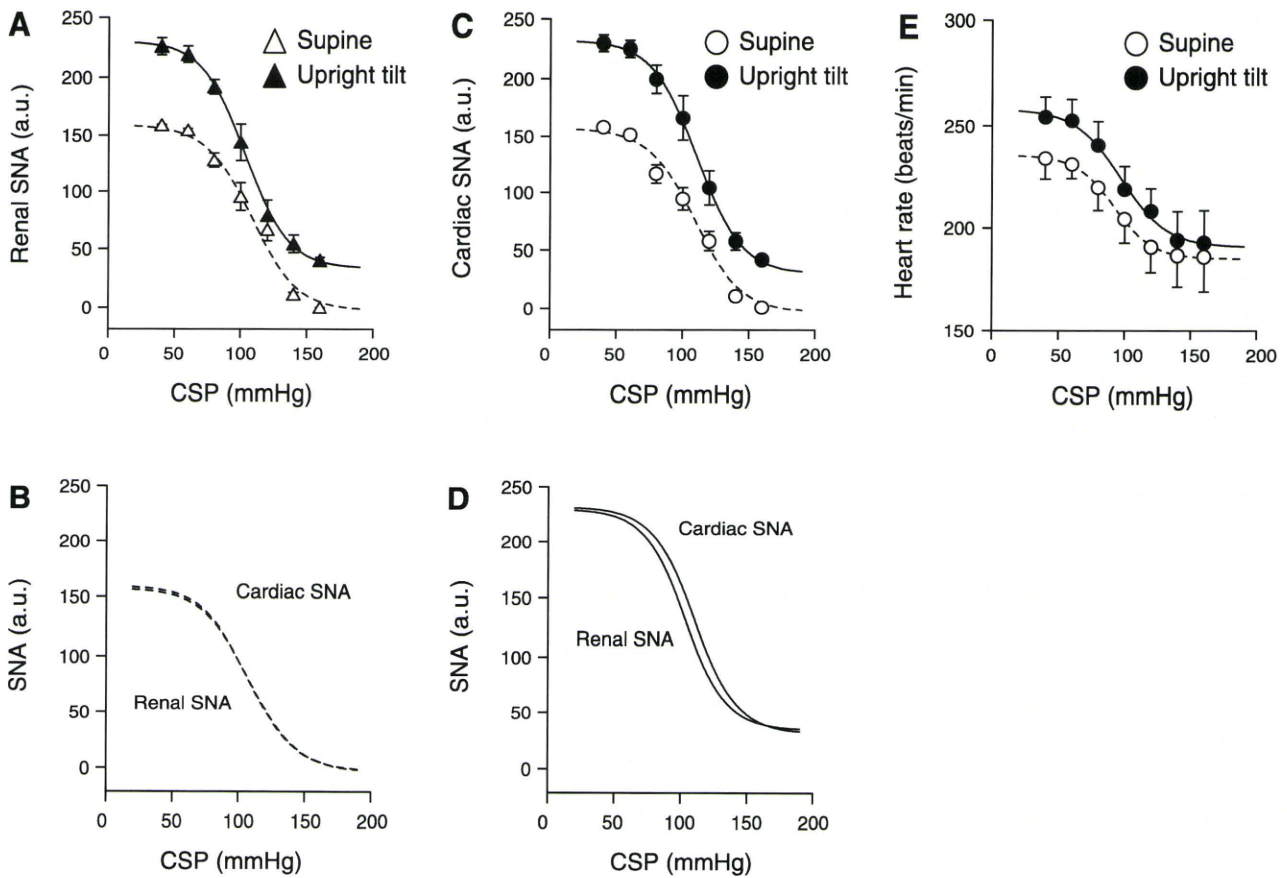 A
250
200
150
100
50
0
Renal SNA (a.u.)
Supine
Upright tilt
0 50 100 150 200
CSP (mmHg)
C
250
200
150
100
50
0
Cardiac SNA (a.u.)
Supine
Upright tilt
0 50 100 150 200
CSP (mmHg)
E
300
250
200
150
Heart rate (beats/min)
Supine
Upright tilt
0 50 100 150 200
CSP (mmHg)
B
250
200
150
100
50
0
SNA (a.u.)
Cardiac SNA
Renal SNA
0 50 100 150 200
CSP (mmHg)
D
250
200
150
100
50
0
SNA (a.u.)
Cardiac SNA
Renal SNA
0 50 100 150 200
CSP (mmHg)